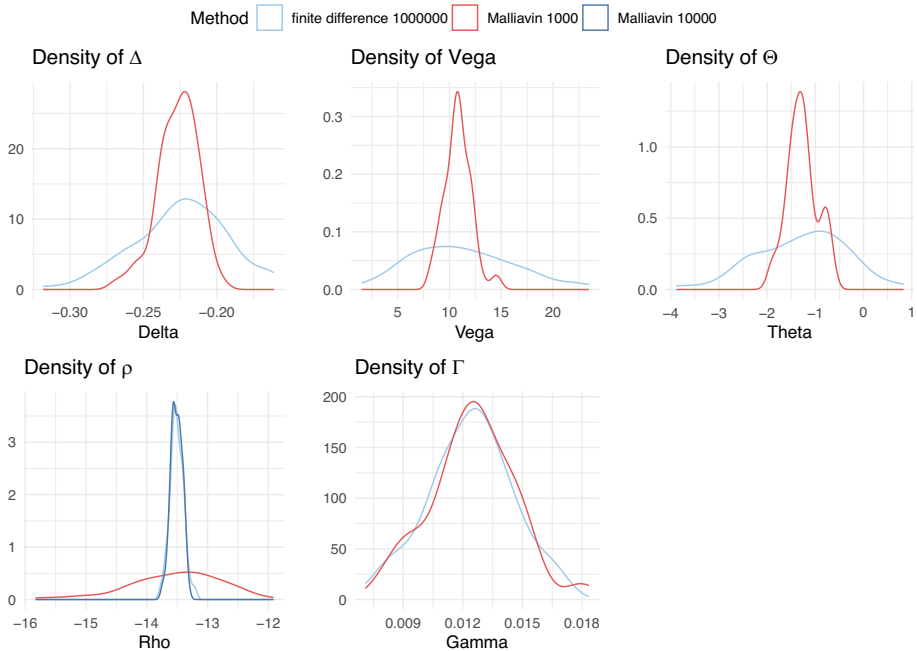 Method finite difference 1000000 Malliavin 1000 Malliavin 10000
Density of Δ
Density of Vega
Density of Θ
20
10
0
0.3
0.2
0.1
0.0
1.0
0.5
0.0
−0.30 −0.25 −0.20
5 10 15 20
−4 −3 −2 −1 0 1
Delta
Vega
Theta
Density of ρ
Density of Γ
3
2
1
0
200
150
100
50
0
−16 −15 −14 −13 −12
0.009 0.012 0.015 0.018
Rho
Gamma